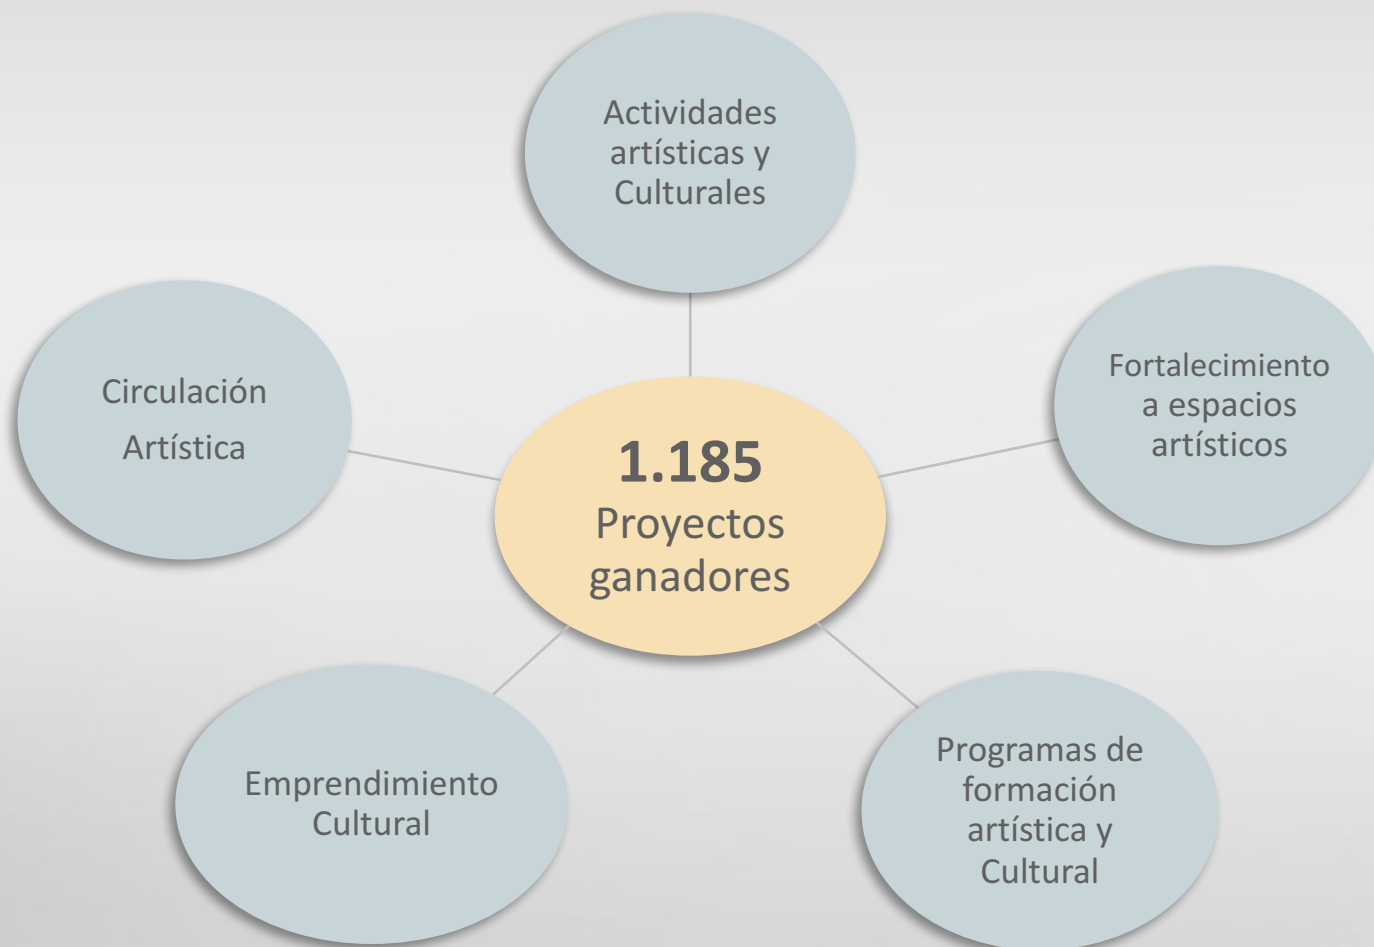 Actividades
artísticas y
Culturales
Fortalecimiento
a espacios
artísticos
Circulación
Artística
1.185
Proyectos
ganadores
Programas de
formación
artística y
Cultural
Emprendimiento
Cultural